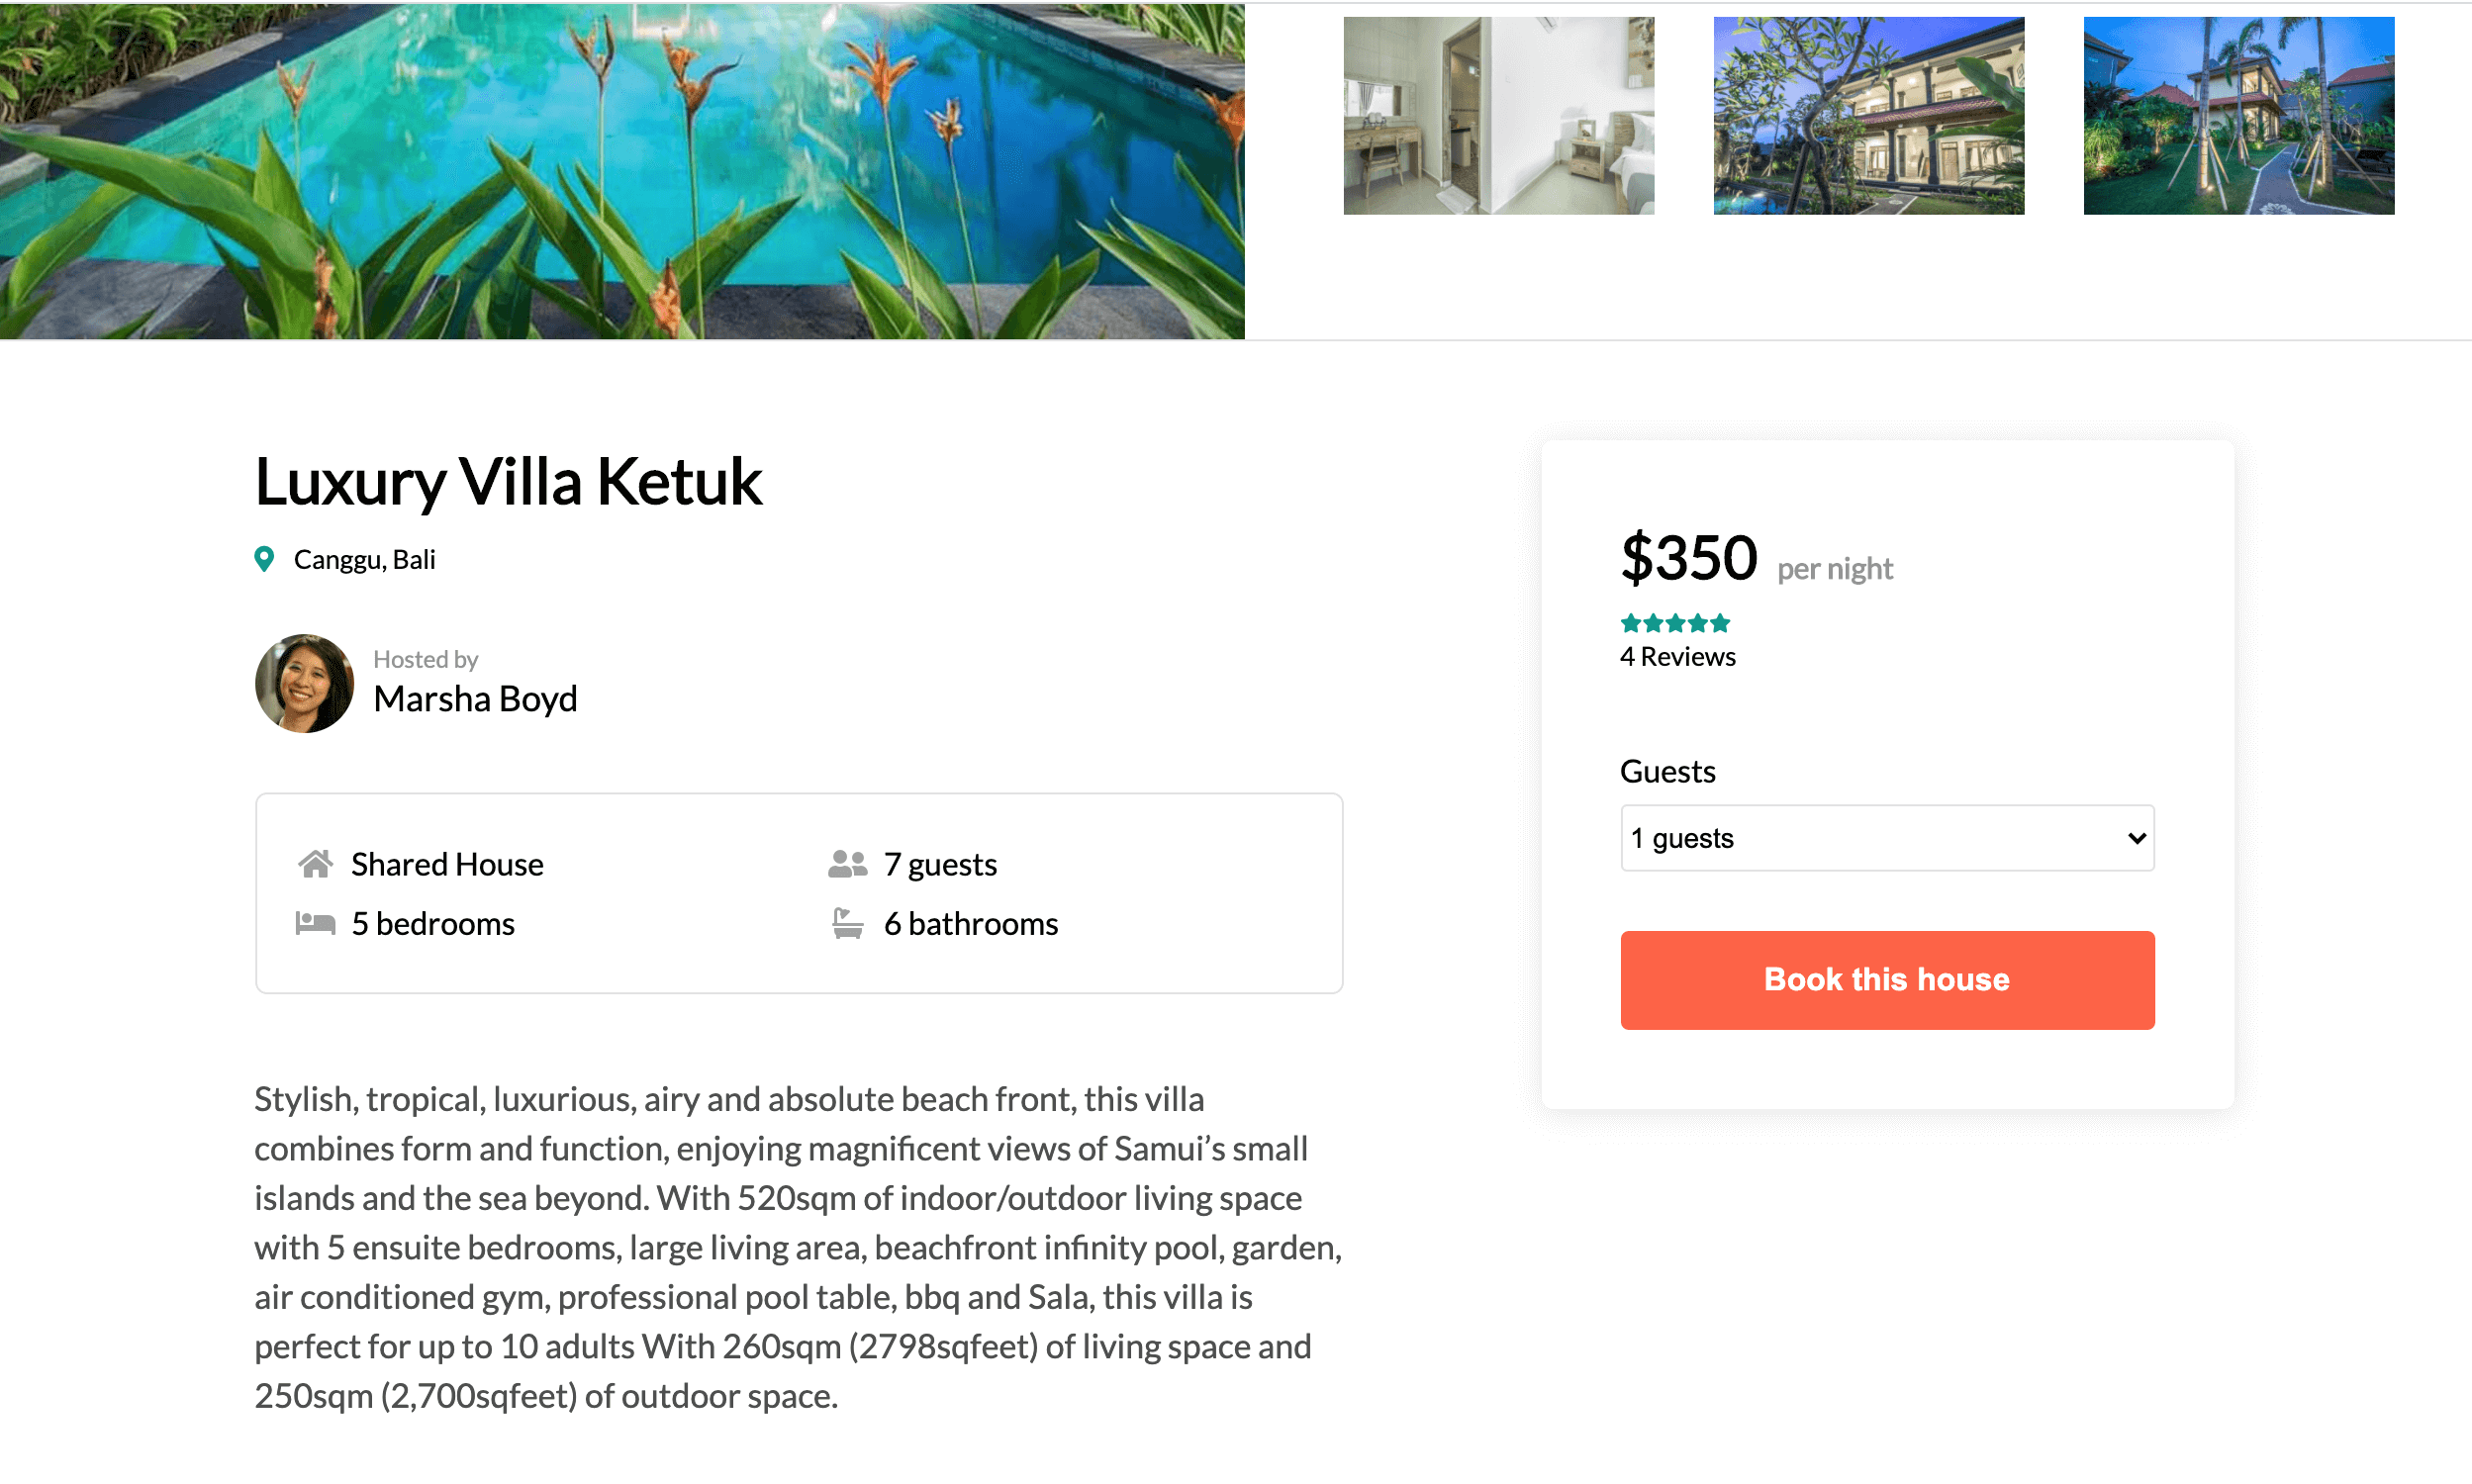 Luxury Villa Ketuk
Canggu, Bali
Hosted by
Marsha Boyd
Shared House
7 guests
5 bedrooms
6 bathrooms
Stylish, tropical, luxurious, airy and absolute beach front, this villa
combines form and function, enjoying magnificent views of Samui’s small
islands and the sea beyond. With 520sqm of indoor/outdoor living space
with 5 ensuite bedrooms, large living area, beachfront infinity pool, garden,
air conditioned gym, professional pool table, bbq and Sala, this villa is
perfect for up to 10 adults With 260sqm (2798sqfeet) of living space and
250sqm (2,700sqfeet) of outdoor space.
$350 per night
4 Reviews
Guests
1 guests
Book this house